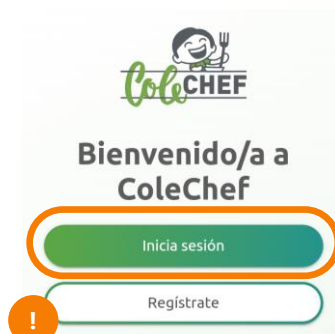 ColeCHEF
Bienvenido/a a
ColeChef
Inicia sesión
!
Regístrate